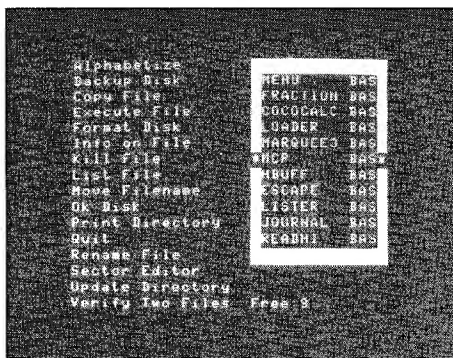 Alphabetize
Backup Disk
Copy File
Execute File
Format Disk
Info on File
Kill File
List File
Move Filename
Ok Disk
Print Directory
Quit
Rename File
Sector Editor
Update Directory
Verify Two Files Free
MENU BAS
FRACTION BAS
COCOCALC BAS
LOADER BAS
MARQUEE3 BAS
*MCP BAS*
MBUFF BAS
ESCAPE BAS
LISTER BAS
JOURNAL BAS
BAS